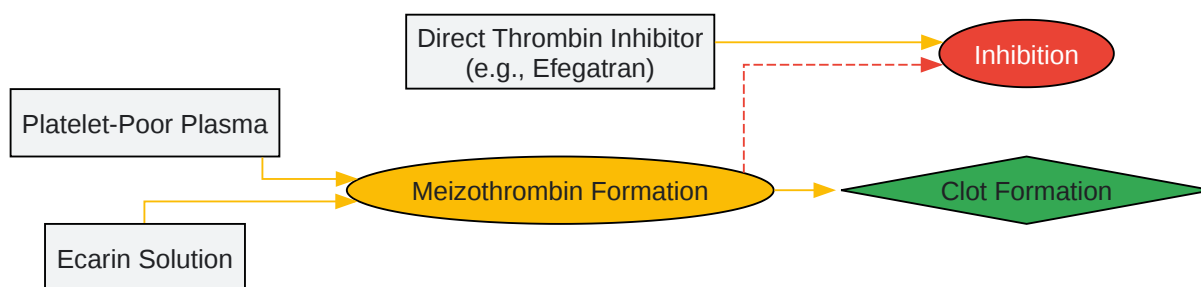 Direct Thrombin Inhibitor
(e.g., Efegatran)
Inhibition
Platelet-Poor Plasma
Meizothrombin Formation
Clot Formation
Ecarin Solution